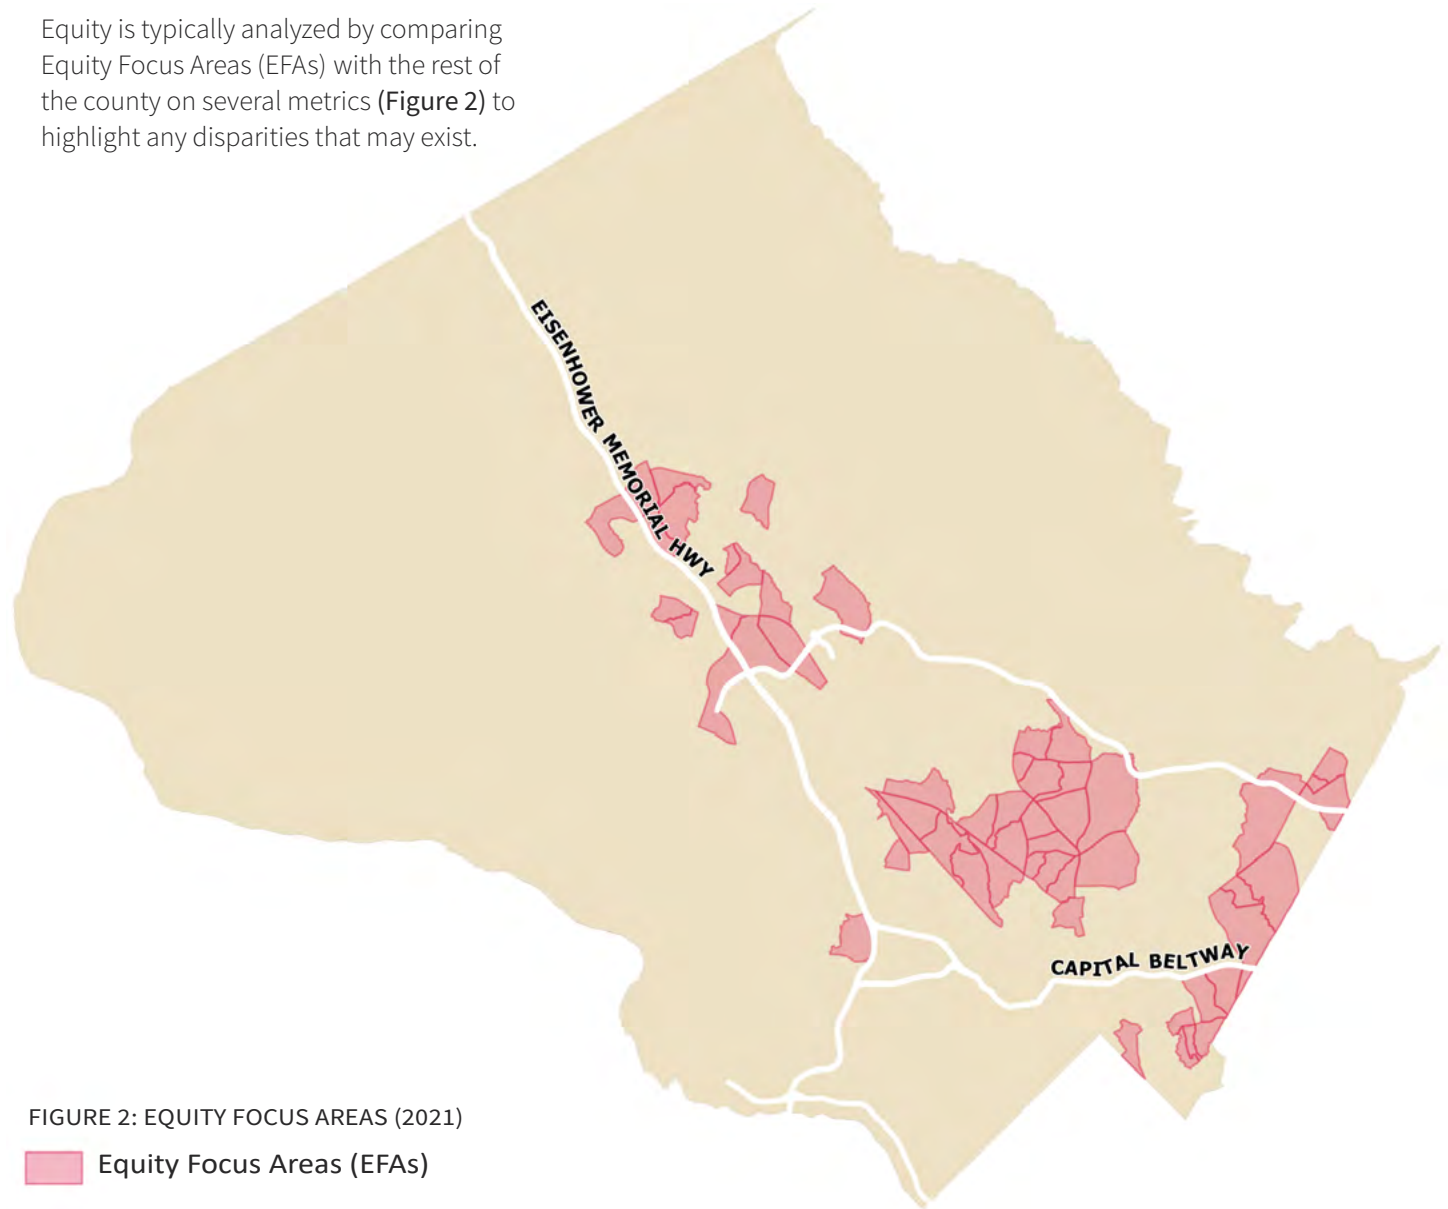 Equity is typically analyzed by comparing
Equity Focus Areas (EFAs) with the rest of
the county on several metrics (Figure 2) to
highlight any disparities that may exist.
EISENHOWER MEMORIAL HWY
CAPITAL BELTWAY
FIGURE 2: EQUITY FOCUS AREAS (2021)
Equity Focus Areas (EFAs)